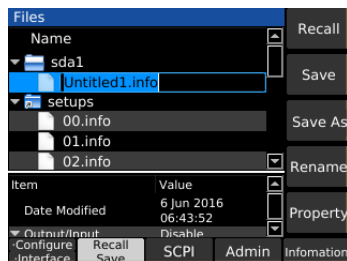 Files
Name
sda1
Untitled1.info
setups
00.info
01.info
02.info
Item Value
Date Modified 6 Jun 2016 06:43:52
Output/Input Disable
Recall
Save
Save As
Rename
Property
·Configure ·Interface
Recall Save
SCPI
Admin
Infomation